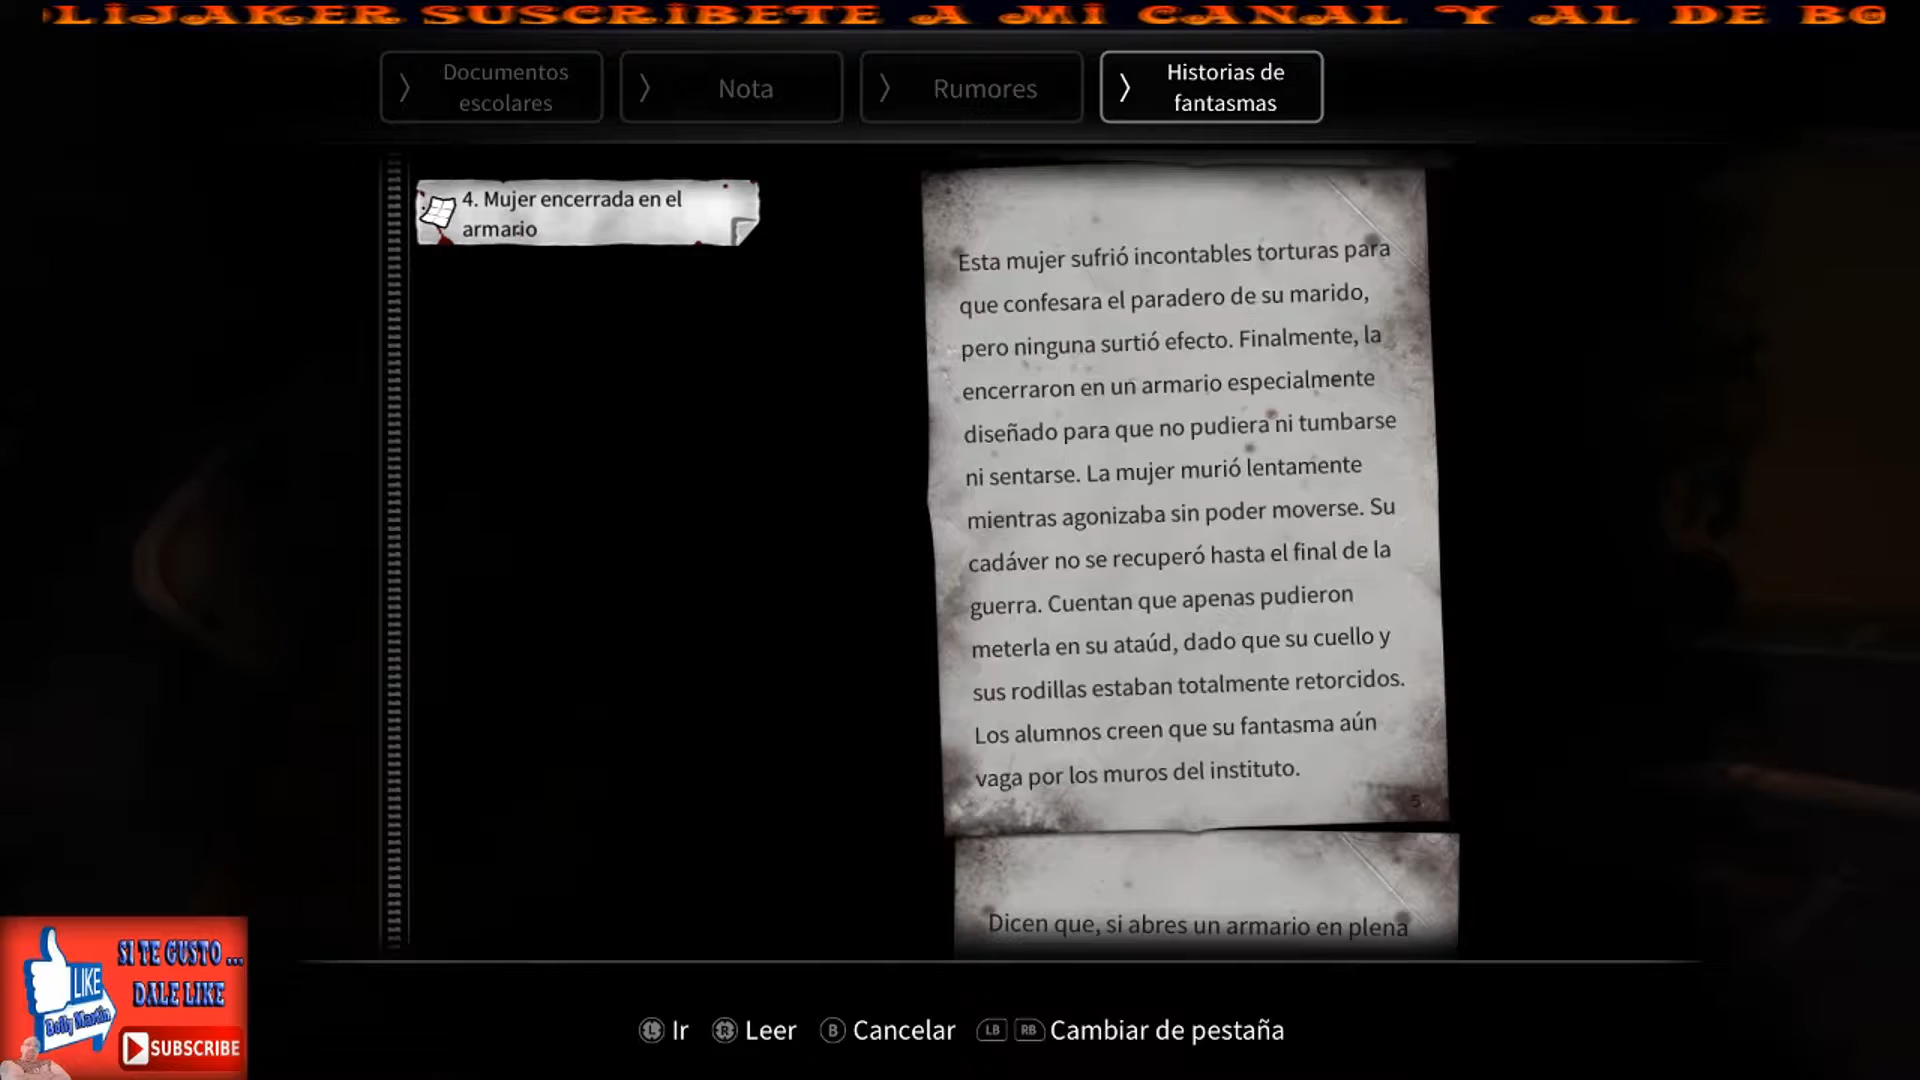 LIJAKER SUSCRIBETE A MI CANAL Y AL DE BO
Documentos
escolares
Nota
Rumores
Historias de
fantasmas
4. Mujer encerrada en el
armario
Esta mujer sufrió incontables torturas para
que confesara el paradero de su marido,
pero ninguna surtió efecto. Finalmente, la
encerraron en un armario especialmente
diseñado para que no pudiera ni tumbarse
ni sentarse. La mujer murió lentamente
mientras agonizaba sin poder moverse. Su
cadáver no se recuperó hasta el final de la
guerra. Cuentan que apenas pudieron
meterla en su ataúd, dado que su cuello y
sus rodillas estaban totalmente retorcidos.
Los alumnos creen que su fantasma aún
vaga por los muros del instituto.
5
Dicen que, si abres un armario en plena
SI TE GUSTO ...
DALE LIKE
LIKE
Bolly Martin
SUBSCRIBE
L Ir R Leer B Cancelar LB RB Cambiar de pestaña